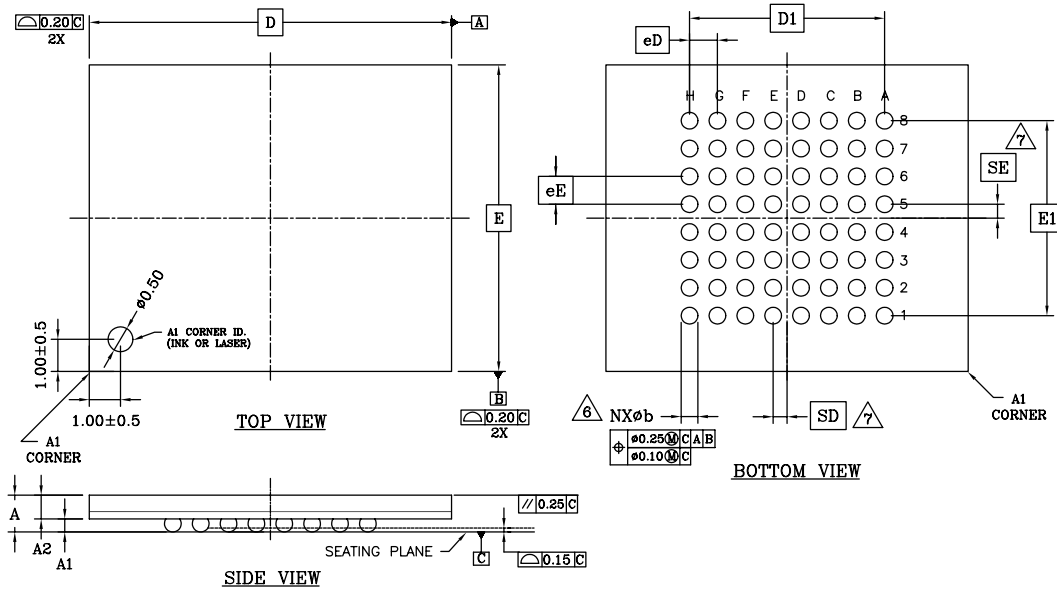 ⌓ 0.20 C
2X
D
A
E
B
⌓ 0.20 C
2X
ø0.50
A1 CORNER ID.
(INK OR LASER)
1.00±0.5
1.00±0.5
A1
CORNER
TOP VIEW
D1
eD
H G F E D C B A
8
7
6
5
4
3
2
1
7
SE
eE
E1
6
NXøb
⌖ ø0.25 Ⓜ C A B
ø0.10 Ⓜ C
SD
7
A1
CORNER
BOTTOM VIEW
A
A2
A1
// 0.25 C
SEATING PLANE
C
⌓ 0.15 C
SIDE VIEW